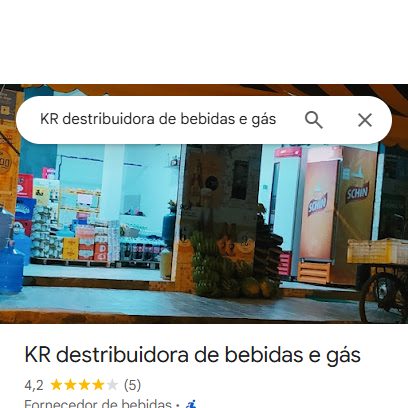 KR destribuidora de bebidas e gás
SCHIN
SCHIN
KR destribuidora de bebidas e gás
4,2 (5)
Fornecedor de bebidas ·